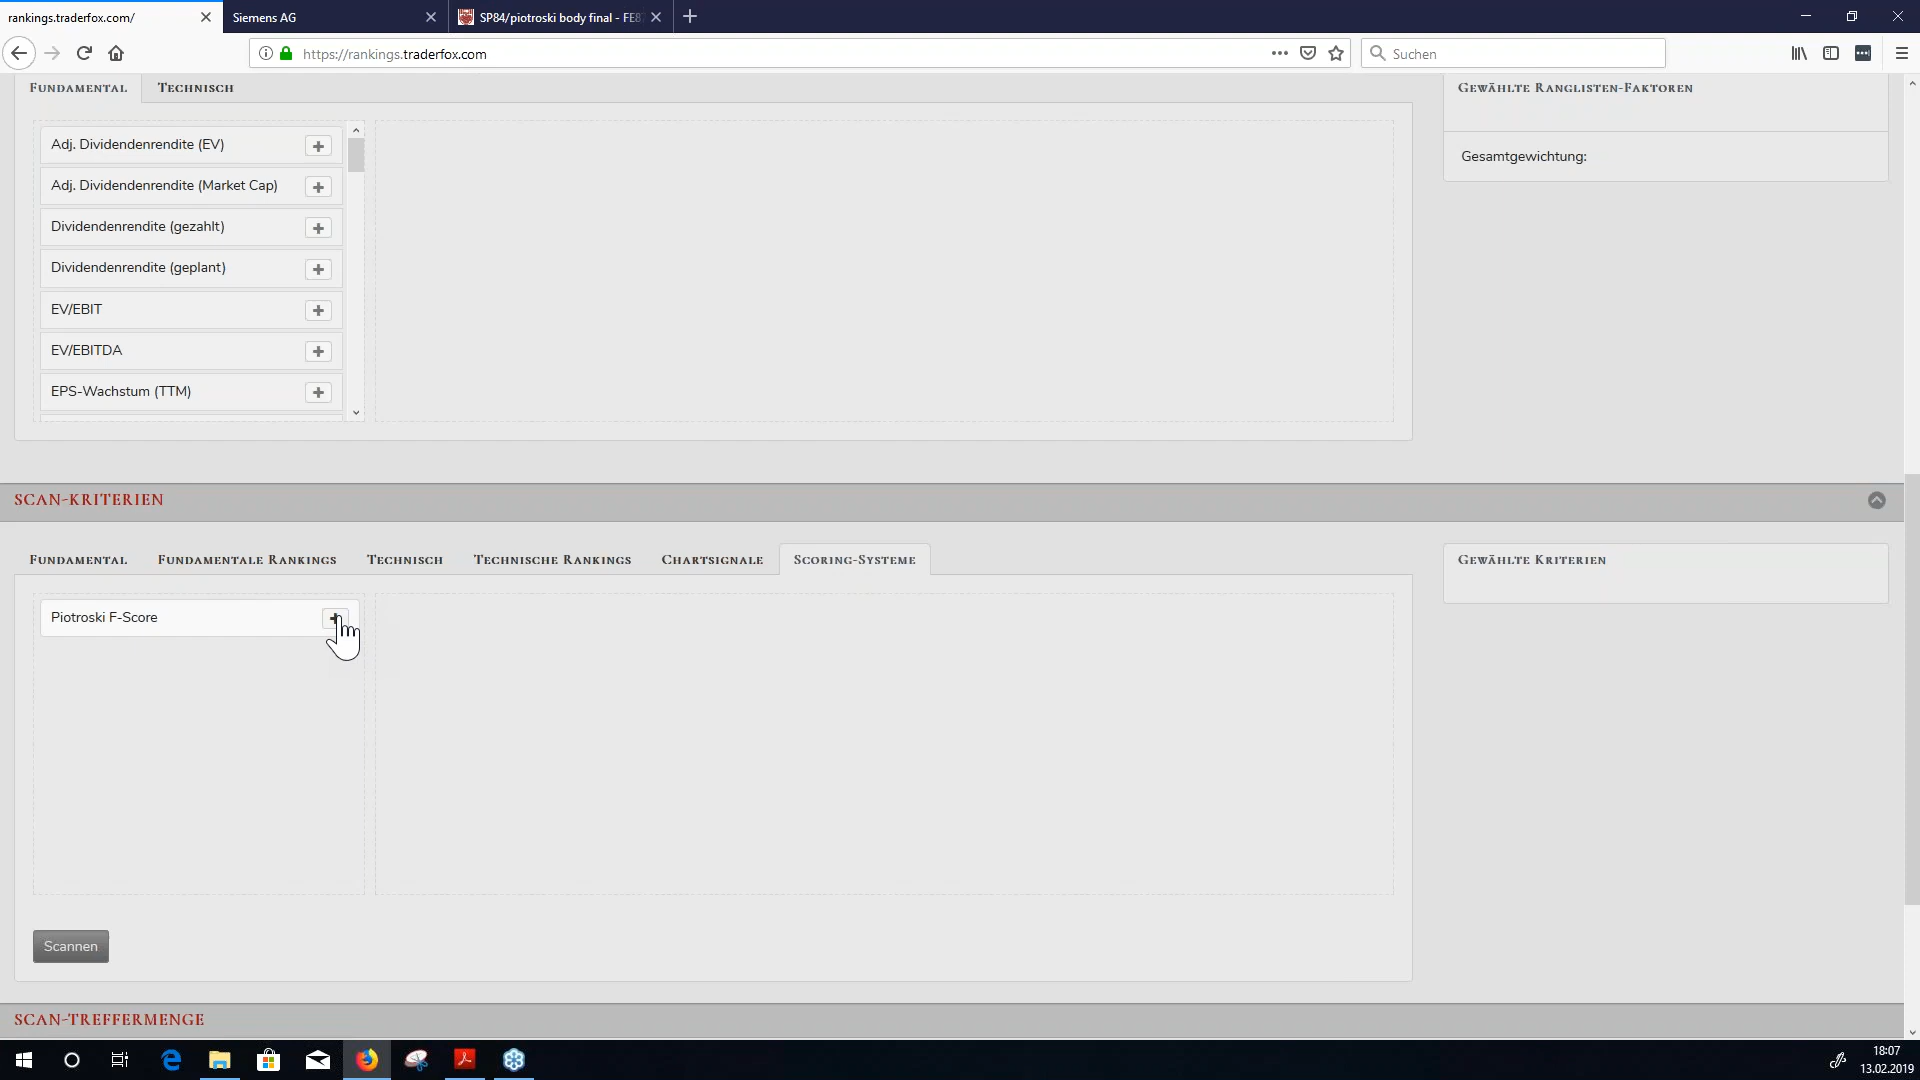 rankings.traderfox.com/
Siemens AG
SP84/piotroski body final - FE8
https://rankings.traderfox.com
Suchen
Fundamental
Technisch
Gewählte Ranglisten-Faktoren
Adj. Dividendenrendite (EV)
Gesamtgewichtung:
Adj. Dividendenrendite (Market Cap)
Dividendenrendite (gezahlt)
Dividendenrendite (geplant)
EV/EBIT
EV/EBITDA
EPS-Wachstum (TTM)
SCAN-KRITERIEN
Fundamental
Fundamentale Rankings
Technisch
Technische Rankings
Chartsignale
Scoring-Systeme
Gewählte Kriterien
Piotroski F-Score
Scannen
SCAN-TREFFERMENGE
18:07
13.02.2019